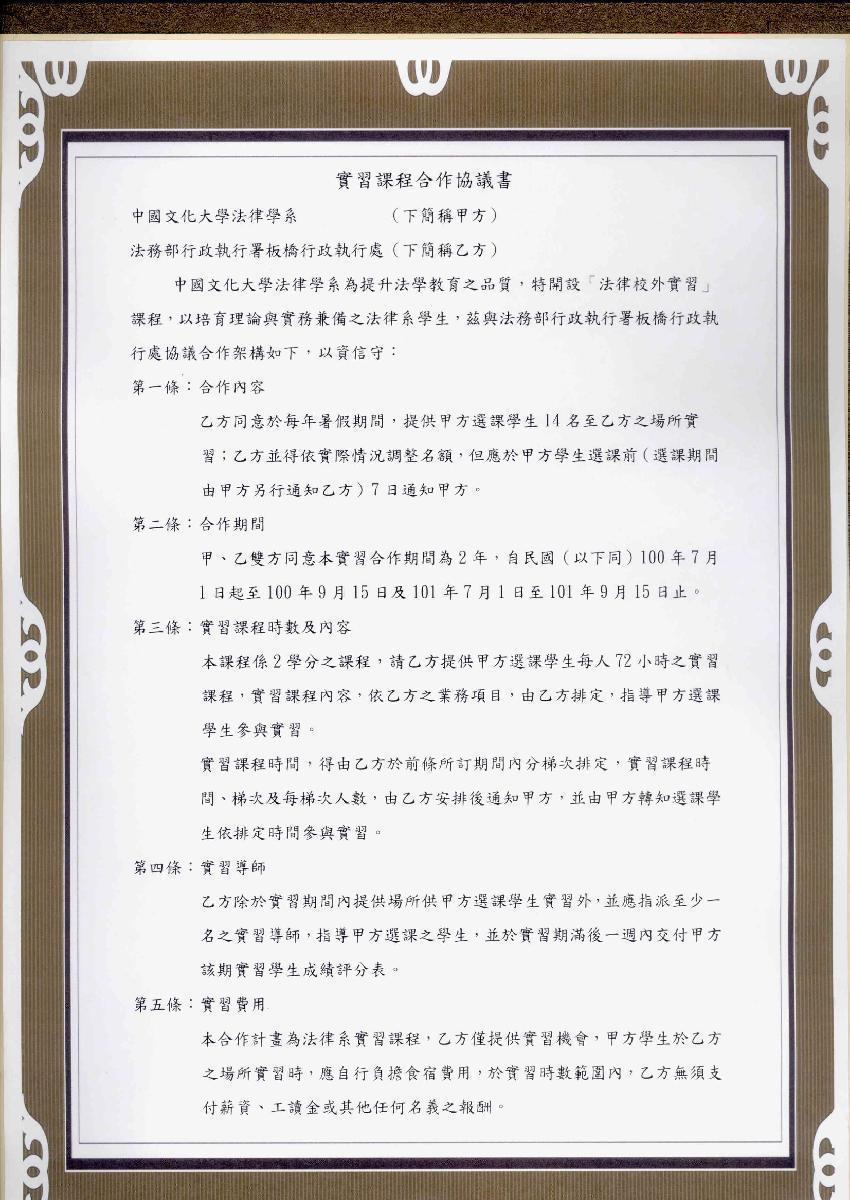 實習課程合作協議書
中國文化大學法律學系（下簡稱甲方）
法務部行政執行署板橋行政執行處（下簡稱乙方）
中國文化大學法律學系為提升法學教育之品質，特開設「法律校外實習」
課程，以培育理論與實務兼備之法律系學生，茲與法務部行政執行署板橋行政執
行處協議合作架構如下，以資信守：
第一條：合作內容
乙方同意於每年暑假期間，提供甲方選課學生14名至乙方之場所實
習；乙方並得依實際情況調整名額，但應於甲方學生選課前（選課期間
由甲方另行通知乙方）7日通知甲方。
第二條：合作期間
甲、乙雙方同意本實習合作期間為2年，自民國（以下同）100年7月
1日起至100年9月15日及101年7月1日至101年9月15日止。
第三條：實習課程時數及內容
本課程係2學分之課程，請乙方提供甲方選課學生每人72小時之實習
課程，實習課程內容，依乙方之業務項目，由乙方排定，指導甲方選課
學生參與實習。
實習課程時間，得由乙方於前條所訂期間內分梯次排定，實習課程時
間、梯次及每梯次人數，由乙方安排後通知甲方，並由甲方轉知選課學
生依排定時間參與實習。
第四條：實習導師
乙方除於實習期間內提供場所供甲方選課學生實習外，並應指派至少一
名之實習導師，指導甲方選課之學生，並於實習期滿後一週內交付甲方
該期實習學生成績評分表。
第五條：實習費用
本合作計畫為法律系實習課程，乙方僅提供實習機會，甲方學生於乙方
之場所實習時，應自行負擔食宿費用，於實習時數範圍內，乙方無須支
付薪資、工讀金或其他任何名義之報酬。